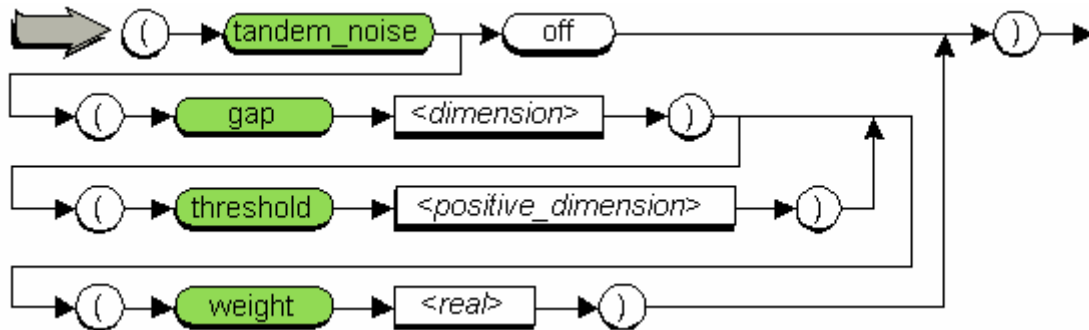 ( tandem_noise off )
( gap <dimension> )
( threshold <positive_dimension> )
( weight <real> )